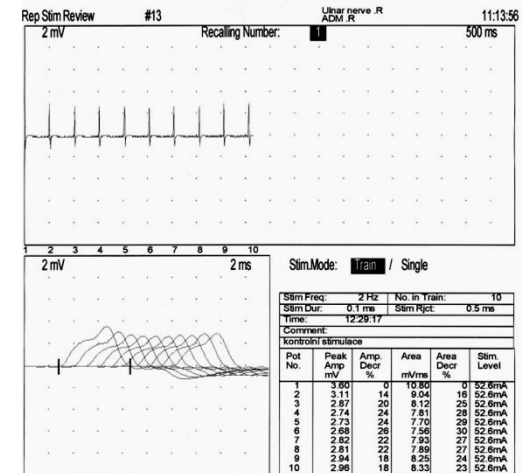 Rep Stim Review #13 Ulnar nerve .R 11:13:56
ADM .R
2 mV Recalling Number: 1 500 ms
1 2 3 4 5 6 7 8 9 10
2 mV 2 ms
Stim.Mode: Train / Single
Stim Freq: 2 Hz No. in Train: 10
Stim Dur: 0.1 ms Stim Rjct: 0.5 ms
Time: 12:29:17
Comment:
kontrolní stimulace
Pot Peak Amp. Area Area Stim.
No. Amp Decr Decr Level
mV % mVms %
1 3.60 0 10.80 0 52.6mA
2 3.11 14 9.04 16 52.6mA
3 2.87 20 8.12 25 52.6mA
4 2.74 24 7.81 28 52.6mA
5 2.73 24 7.70 29 52.6mA
6 2.68 26 7.56 30 52.6mA
7 2.82 22 7.93 27 52.6mA
8 2.81 22 7.89 27 52.6mA
9 2.94 18 8.25 24 52.6mA
10 2.96 18 8.33 23 52.6mA